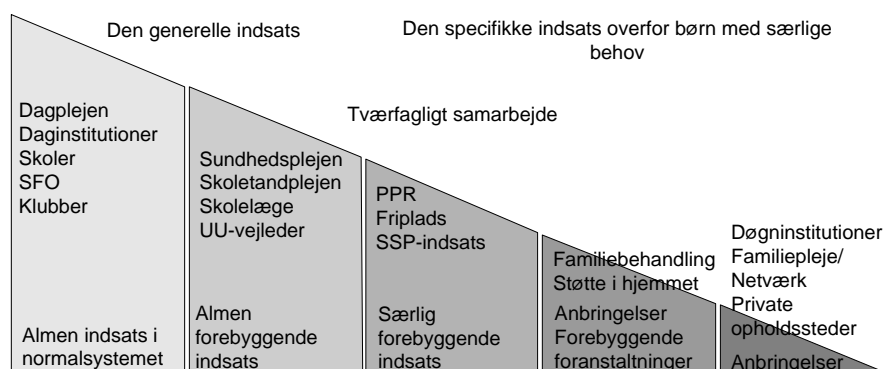 Den generelle indsats
Den specifikke indsats overfor børn med særlige
behov
Tværfagligt samarbejde
Dagplejen
Daginstitutioner
Skoler
SFO
Klubber
Almen indsats i
normalsystemet
Sundhedsplejen
Skoletandplejen
Skolelæge
UU-vejleder
Almen
forebyggende
indsats
PPR
Friplads
SSP-indsats
Særlig
forebyggende
indsats
Familiebehandling
Støtte i hjemmet
Anbringelser
Forebyggende
foranstaltninger
Døgninstitutioner
Familiepleje/
Netværk
Private
opholdssteder
Anbringelser